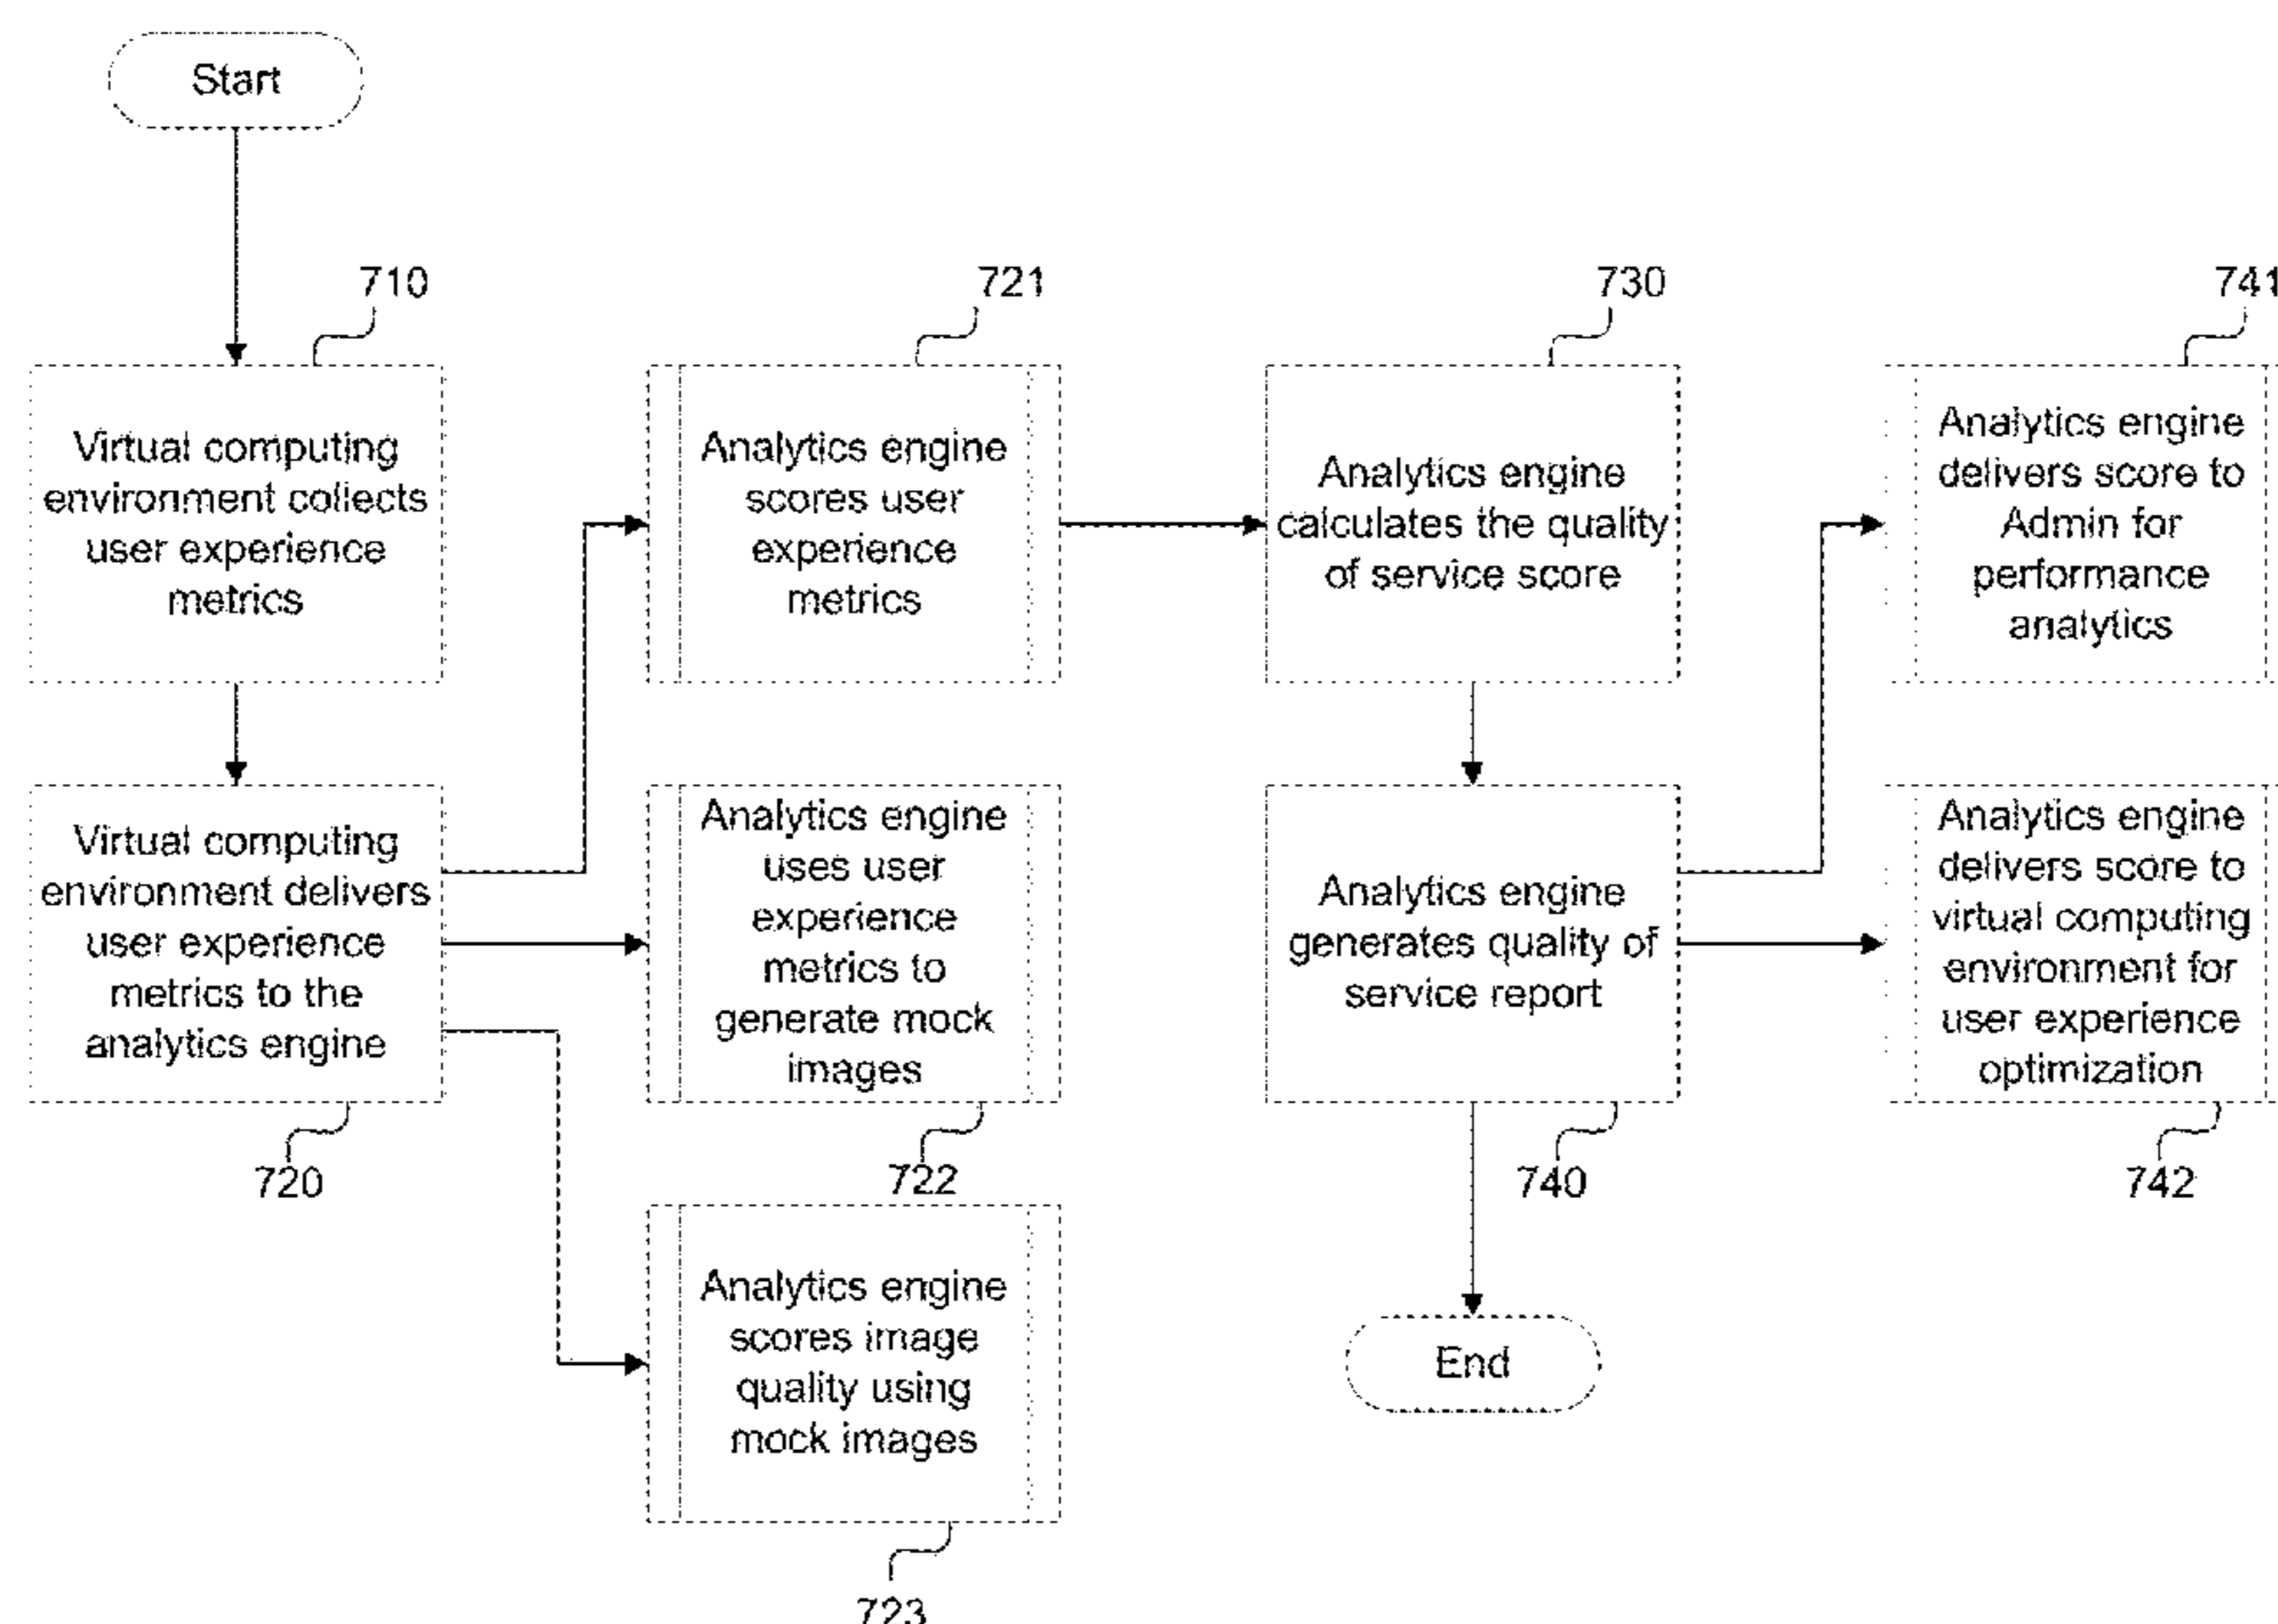 Start
710
Virtual computing
environment collects
user experience
metrics
721
Analytics engine
scores user
experience
metrics
730
Analytics engine
calculates the quality
of service score
741
Analytics engine
delivers score to
Admin for
performance
analytics
Virtual computing
environment delivers
user experience
metrics to the
analytics engine
720
Analytics engine
uses user
experience
metrics to
generate mock
images
722
Analytics engine
generates quality of
service report
740
Analytics engine
delivers score to
virtual computing
environment for
user experience
optimization
742
Analytics engine
scores image
quality using
mock images
723
End